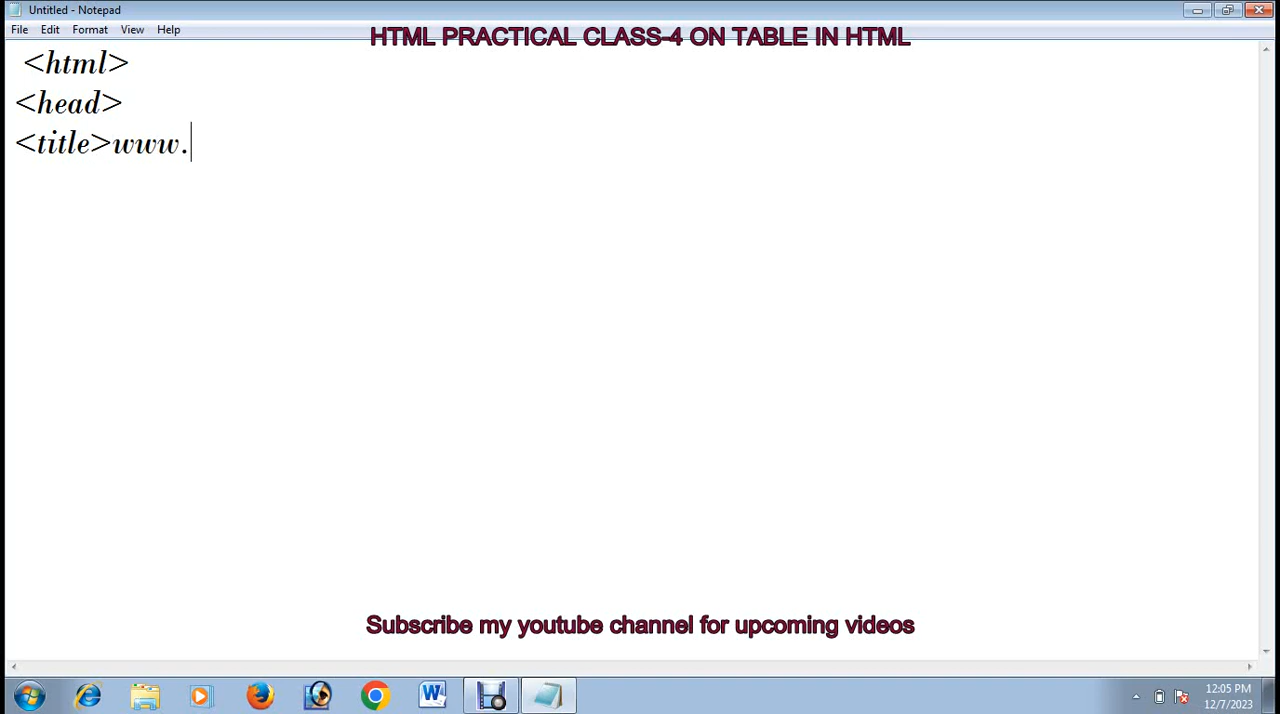 Untitled - Notepad
File Edit Format View Help
HTML PRACTICAL CLASS-4 ON TABLE IN HTML
<html>
<head>
<title>www.
Subscribe my youtube channel for upcoming videos
12:05 PM
12/7/2023